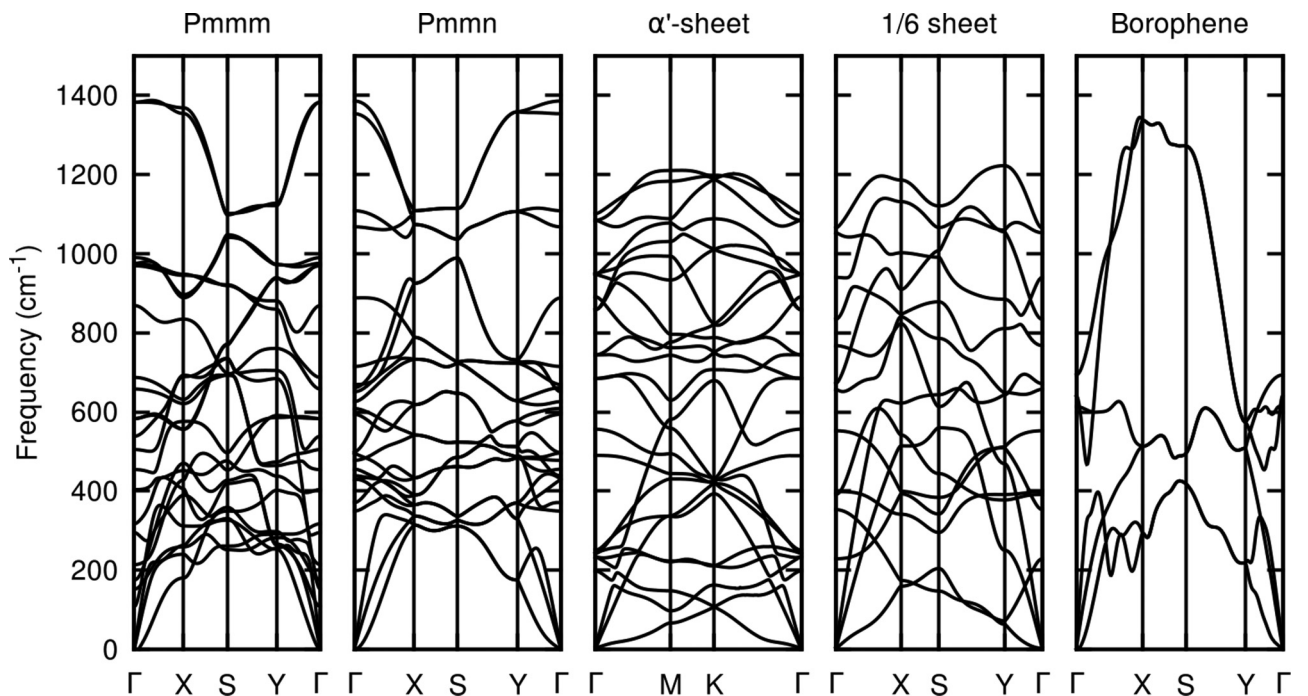 Pmmm Pmmn α'-sheet 1/6 sheet Borophene
Frequency (cm⁻¹)
1400
1200
1000
800
600
400
200
0
Γ X S Y Γ Γ X S Y Γ Γ M K Γ Γ X S Y Γ Γ X S Y Γ